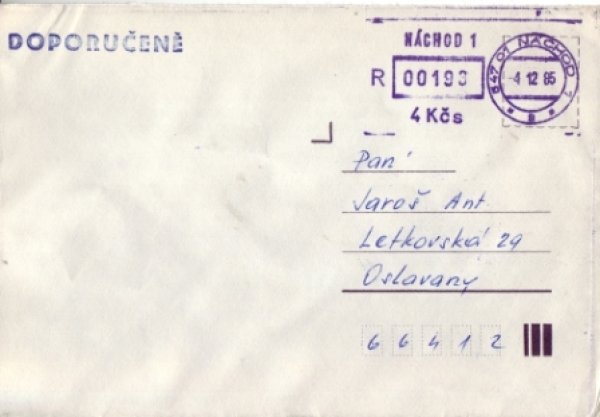 DOPORUČENĚ
NÁCHOD 1
R 00193
4 Kčs
547 01 NÁCHOD 1
-4.12.85
Pan
Jaroš Ant.
Letkovská 29
Oslavany
66412